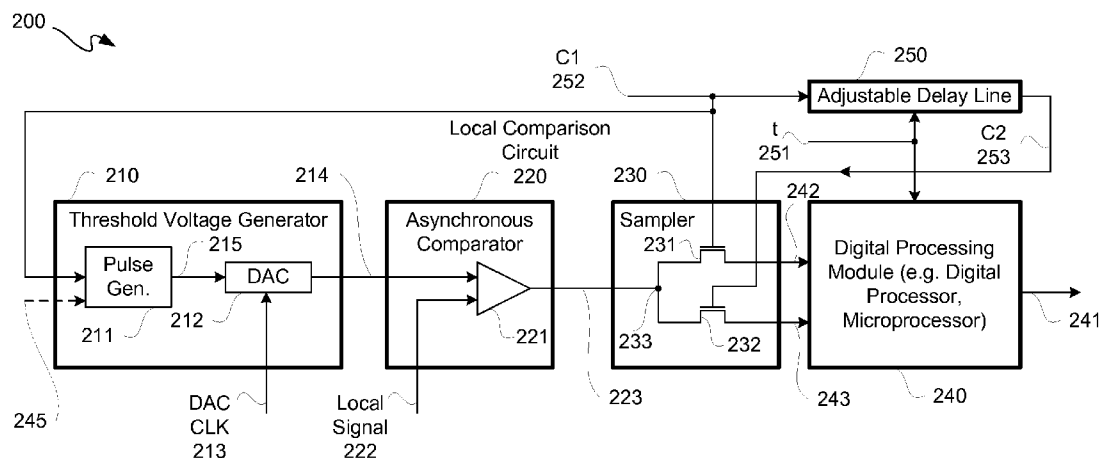 200
C1
252
250
Adjustable Delay Line
Local Comparison
Circuit
t
251
C2
253
210
214
220
230
242
Threshold Voltage Generator
Asynchronous
Comparator
Sampler
Pulse
Gen.
215
DAC
231
Digital Processing
Module (e.g. Digital
Processor,
Microprocessor)
211
212
221
233
232
241
245
DAC
CLK
213
Local
Signal
222
223
243
240